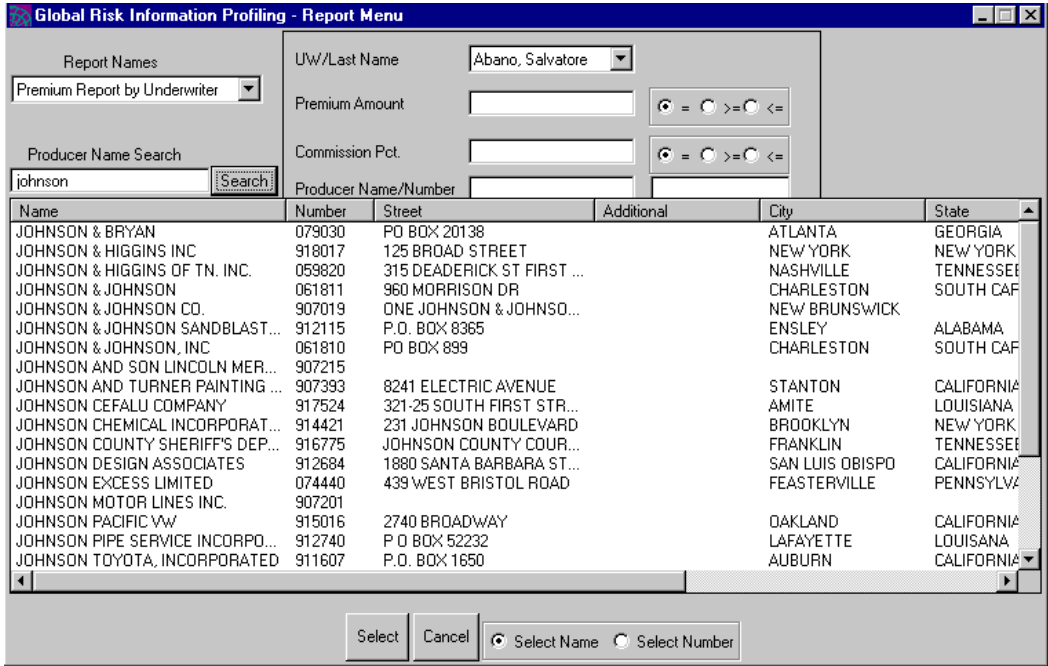 Global Risk Information Profiling - Report Menu
Report Names
Premium Report by Underwriter
UW/Last Name Abano, Salvatore
Premium Amount = >= <=
Producer Name Search
johnson Search
Commission Pct. = >= <=
Producer Name/Number
Name Number Street Additional City State
JOHNSON & BRYAN 079030 PO BOX 20138 ATLANTA GEORGIA
JOHNSON & HIGGINS INC 918017 125 BROAD STREET NEW YORK NEW YORK
JOHNSON & HIGGINS OF TN. INC. 059820 315 DEADERICK ST FIRST ... NASHVILLE TENNESSEE
JOHNSON & JOHNSON 061811 960 MORRISON DR CHARLESTON SOUTH CAR
JOHNSON & JOHNSON CO. 907019 ONE JOHNSON & JOHNSO... NEW BRUNSWICK
JOHNSON & JOHNSON SANDBLAST... 912115 P.O. BOX 8365 ENSLEY ALABAMA
JOHNSON & JOHNSON, INC 061810 PO BOX 899 CHARLESTON SOUTH CAR
JOHNSON AND SON LINCOLN MER... 907215
JOHNSON AND TURNER PAINTING ... 907393 8241 ELECTRIC AVENUE STANTON CALIFORNIA
JOHNSON CEFALU COMPANY 917524 321-25 SOUTH FIRST STR... AMITE LOUISIANA
JOHNSON CHEMICAL INCORPORAT... 914421 231 JOHNSON BOULEVARD BROOKLYN NEW YORK
JOHNSON COUNTY SHERIFF'S DEP... 916775 JOHNSON COUNTY COUR... FRANKLIN TENNESSEE
JOHNSON DESIGN ASSOCIATES 912684 1880 SANTA BARBARA ST... SAN LUIS OBISPO CALIFORNIA
JOHNSON EXCESS LIMITED 074440 439 WEST BRISTOL ROAD FEASTERVILLE PENNSYLVA
JOHNSON MOTOR LINES INC. 907201
JOHNSON PACIFIC VW 915016 2740 BROADWAY OAKLAND CALIFORNIA
JOHNSON PIPE SERVICE INCORPO... 912740 P O BOX 52232 LAFAYETTE LOUISANA
JOHNSON TOYOTA, INCORPORATED 911607 P.O. BOX 1650 AUBURN CALIFORNIA
Select Cancel Select Name Select Number